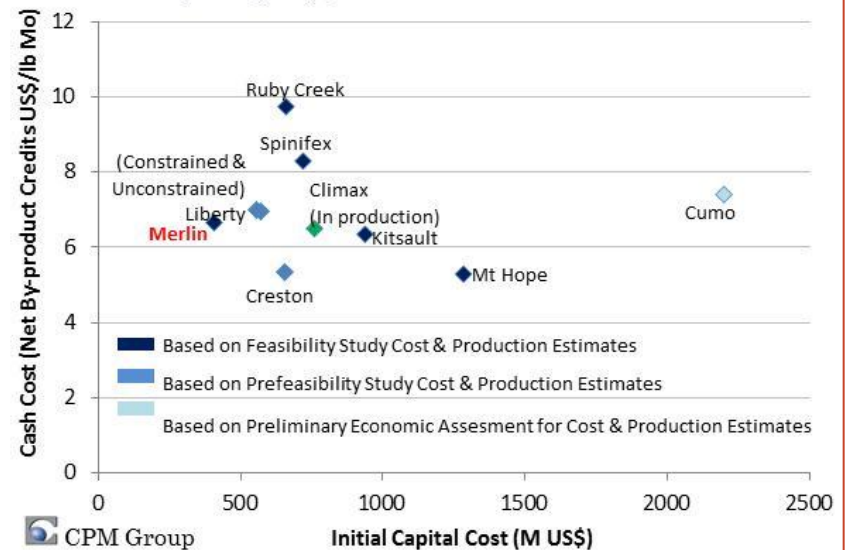 Cash Cost (Net By-product Credits US$/lb Mo)
12
10
8
6
4
2
0
Ruby Creek
Spinifex
(Constrained &
Unconstrained)
Liberty
Merlin
Climax
(In production)
Kitsault
Creston
Mt Hope
Cumo
Based on Feasibility Study Cost & Production Estimates
Based on Prefeasibility Study Cost & Production Estimates
Based on Preliminary Economic Assesment for Cost & Production Estimates
0
500
1000
1500
2000
2500
CPM Group
Initial Capital Cost (M US$)